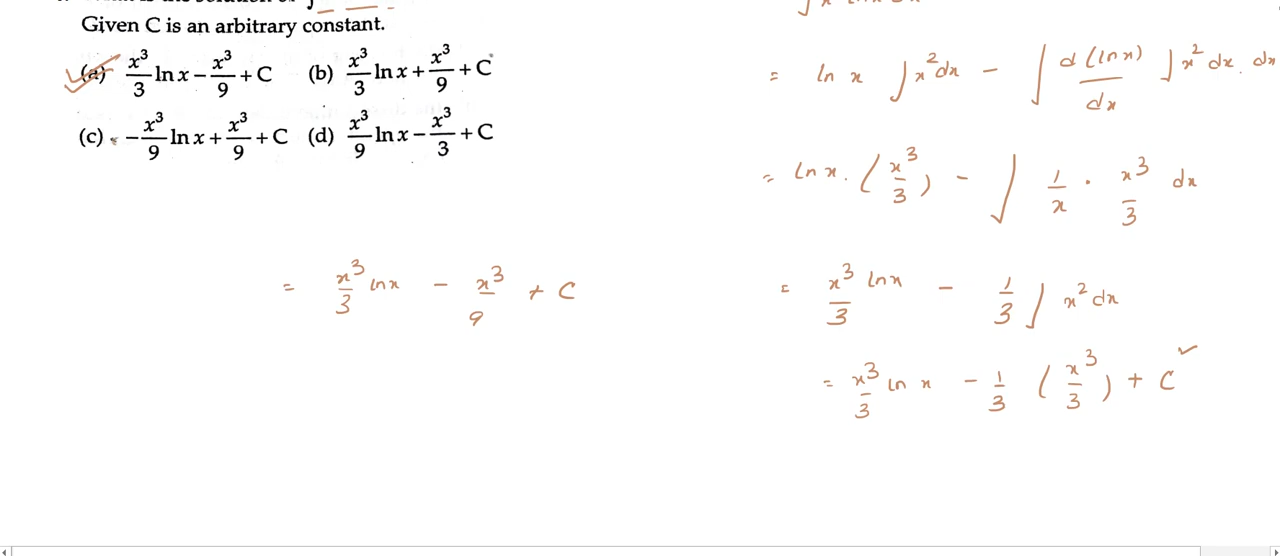 Given C is an arbitrary constant.
(a) x³/3 ln x − x³/9 + C (b) x³/3 ln x + x³/9 + C
(c) − x³/9 ln x + x³/9 + C (d) x³/9 ln x − x³/3 + C
= ln x ∫ x² dx − ∫ d (ln x)/dx ∫ x² dx . dx
= ln x . (x³/3) − ∫ 1/x . x³/3 dx
= x³/3 ln x − 1/3 ∫ x² dx
= x³/3 ln x − 1/3 (x³/3) + C
= x³/3 ln x − x³/9 + C